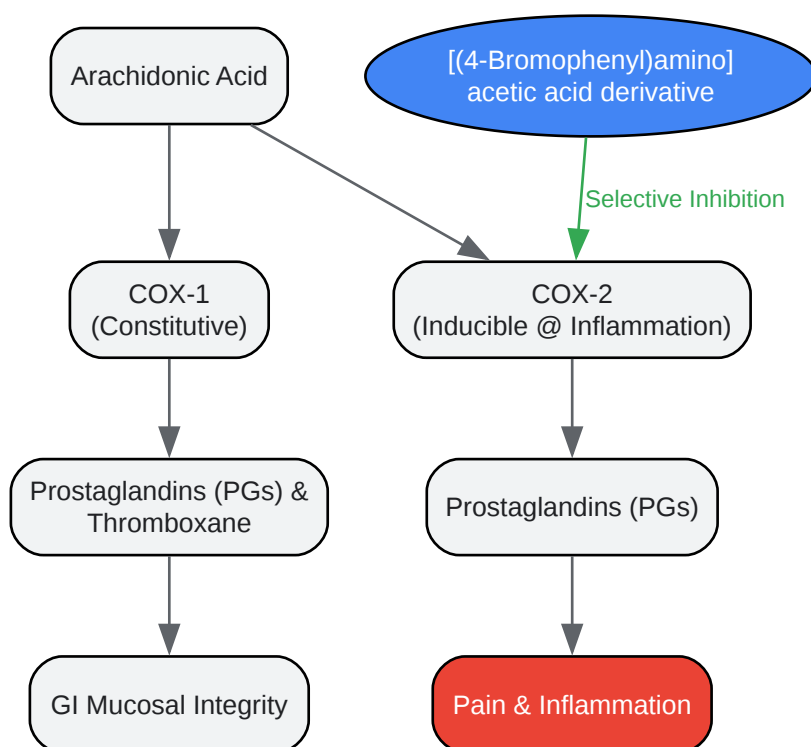 Arachidonic Acid
[(4-Bromophenyl)amino]
acetic acid derivative
Selective Inhibition
COX-1
(Constitutive)
COX-2
(Inducible @ Inflammation)
Prostaglandins (PGs) &
Thromboxane
Prostaglandins (PGs)
GI Mucosal Integrity
Pain & Inflammation